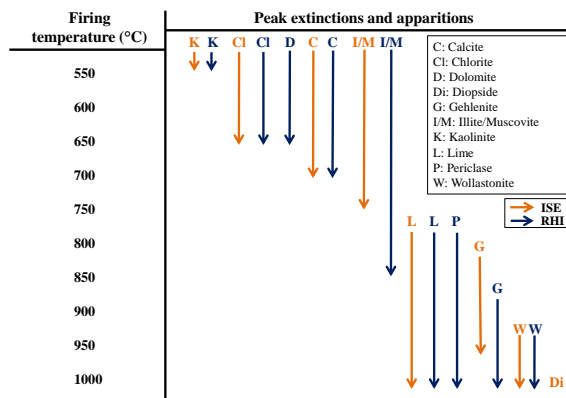 Firing temperature (°C)
Peak extinctions and apparitions
K K Cl Cl D C C I/M I/M
C: Calcite
Cl: Chlorite
D: Dolomite
Di: Diopside
G: Gehlenite
I/M: Illite/Muscovite
K: Kaolinite
L: Lime
P: Periclase
W: Wollastonite
ISE
RHI
550
600
650
700
750
L L P
800
G
850
G
900
W W
950
1000
Di